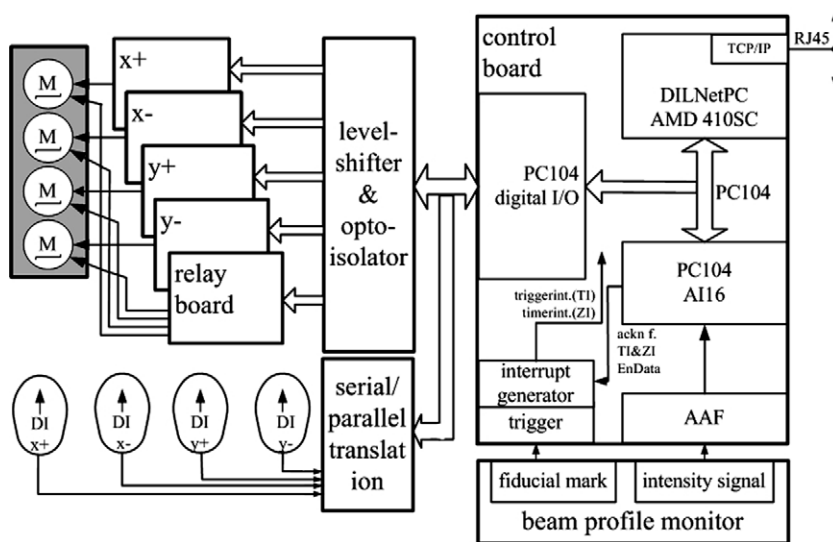 x+
x-
y+
y-
relay
board
M
M
M
M
level-
shifter
&
opto-
isolator
control
board
TCP/IP
RJ45
DILNetPC
AMD 410SC
PC104
digital I/O
PC104
PC104
AI16
triggerint.(TI)
timerint.(ZI)
ackn f.
TI&ZI
EnData
interrupt
generator
trigger
AAF
DI
x+
DI
x-
DI
y+
DI
y-
serial/
parallel
translat
ion
fiducial mark
intensity signal
beam profile monitor